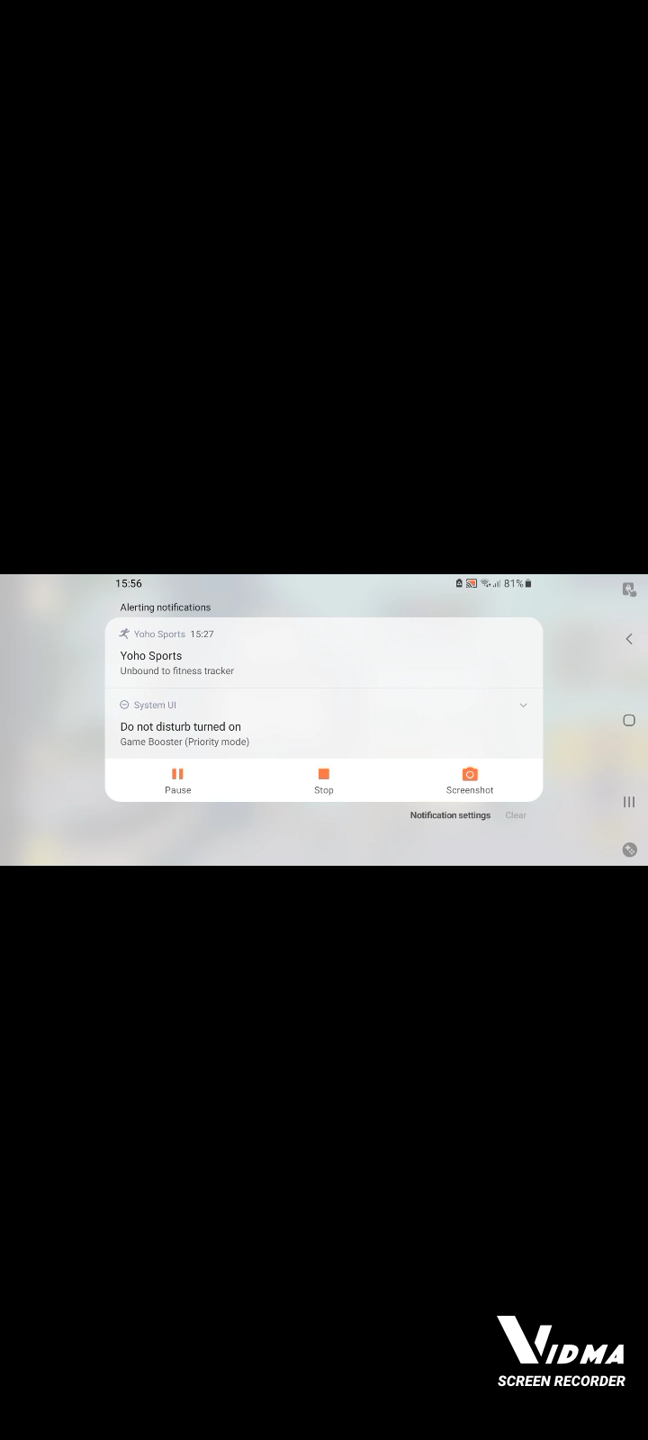 15:56
81%
Alerting notifications
Yoho Sports 15:27
Yoho Sports
Unbound to fitness tracker
System UI
Do not disturb turned on
Game Booster (Priority mode)
Pause
Stop
Screenshot
Notification settings
Clear
VIDMA
SCREEN RECORDER